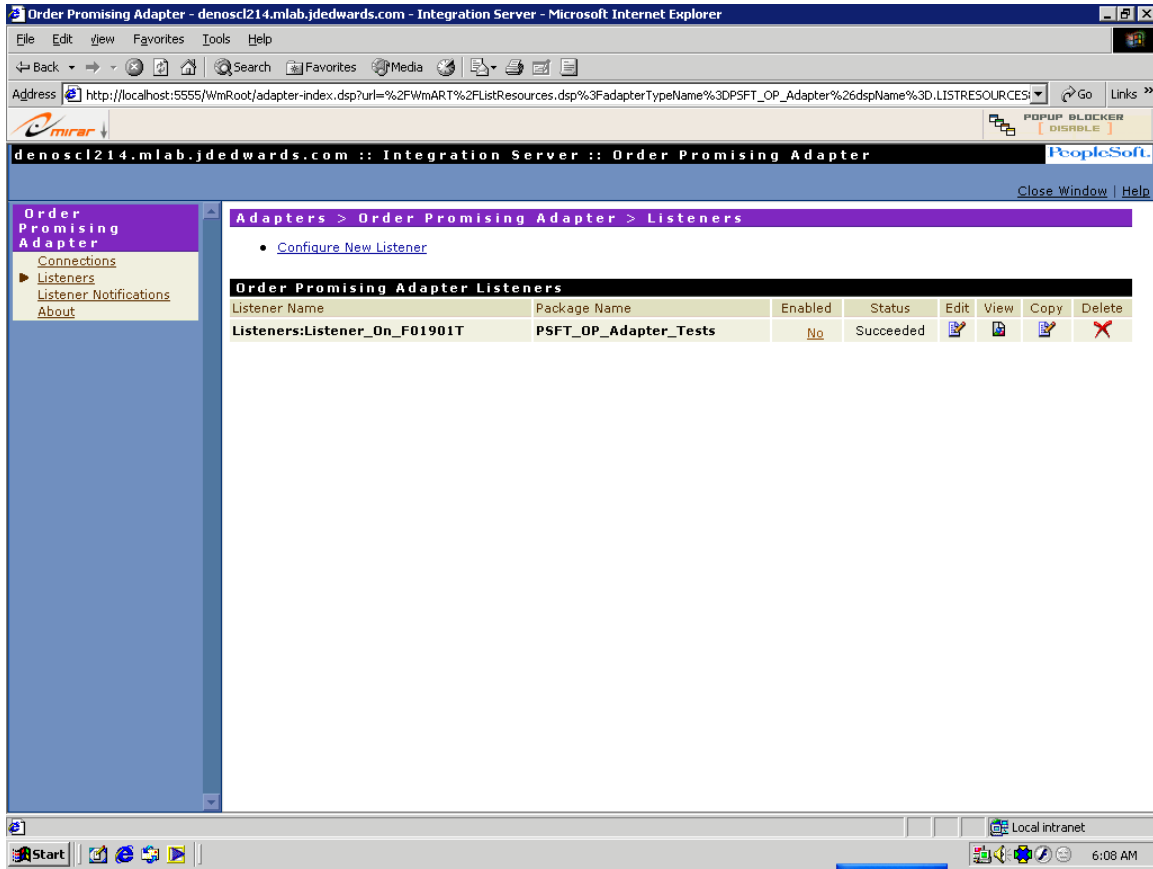 Order Promising Adapter - denoscl214.mlab.jdedwards.com - Integration Server - Microsoft Internet Explorer
File Edit View Favorites Tools Help
Back Search Favorites Media
Address http://localhost:5555/WmRoot/adapter-index.dsp?url=%2FWmART%2FListResources.dsp%3FadapterTypeName%3DPSFT_OP_Adapter%26dspName%3D.LISTRESOURCES Go Links »
mirar POPUP BLOCKER
[ DISABLE ]
denoscl214.mlab.jdedwards.com :: Integration Server :: Order Promising Adapter PeopleSoft.
Close Window | Help
Order Promising Adapter
Connections
Listeners
Listener Notifications
About
Adapters > Order Promising Adapter > Listeners
• Configure New Listener
Order Promising Adapter Listeners
Listener Name Package Name Enabled Status Edit View Copy Delete
Listeners:Listener_On_F01901T PSFT_OP_Adapter_Tests No Succeeded
Local intranet
Start 6:08 AM